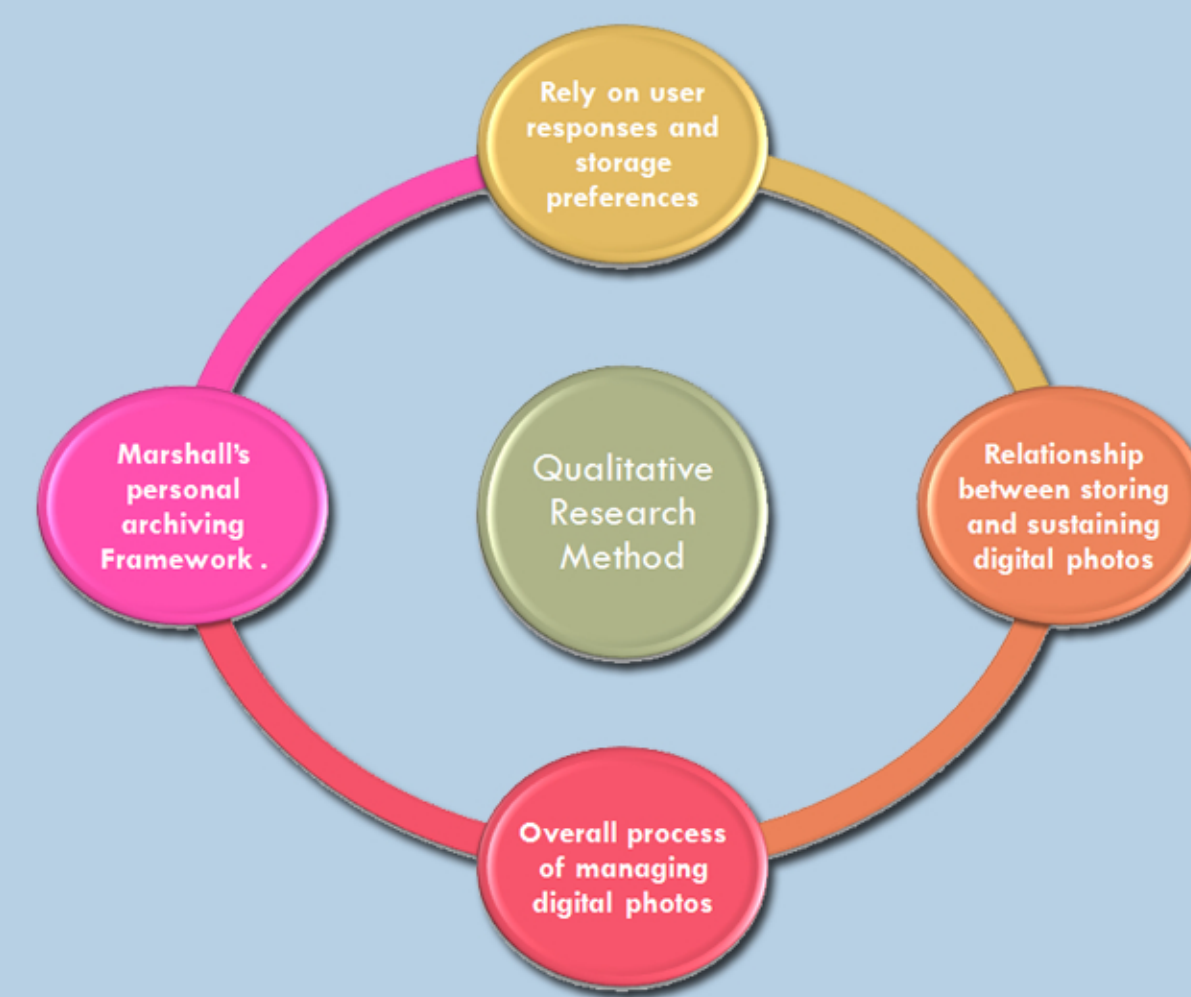 Rely on user
responses and
storage
preferences
Marshall's
personal
archiving
Framework .
Qualitative
Research
Method
Relationship
between storing
and sustaining
digital photos
Overall process
of managing
digital photos